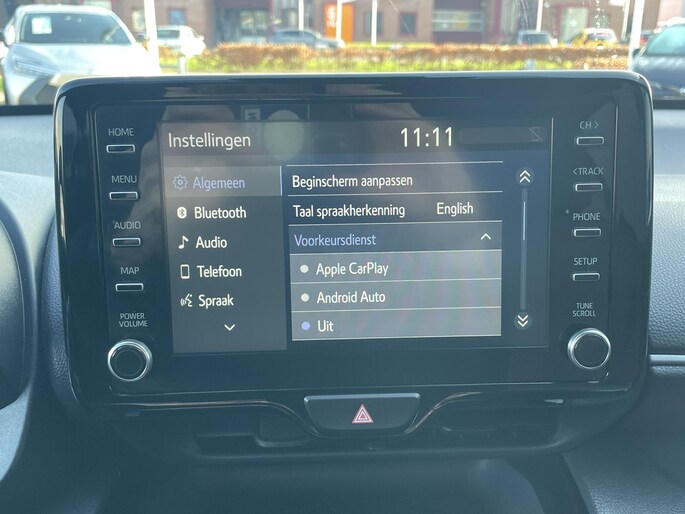 Instellingen
11:11
HOME
MENU
AUDIO
MAP
POWER
VOLUME
Algemeen
Bluetooth
Audio
Telefoon
Spraak
Beginscherm aanpassen
Taal spraakherkenning English
Voorkeursdienst
Apple CarPlay
Android Auto
Uit
CH >
< TRACK
PHONE
SETUP
TUNE
SCROLL